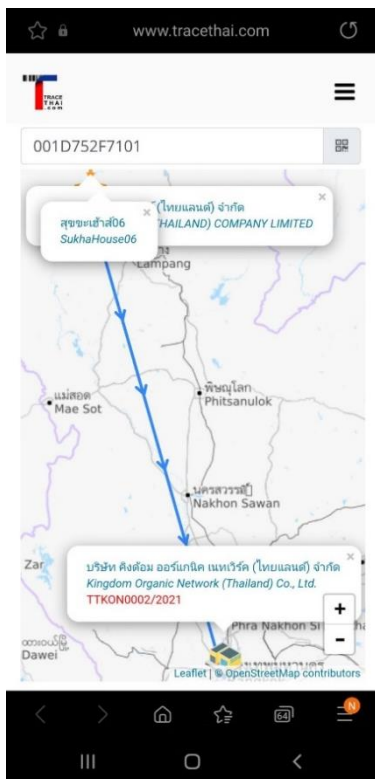 www.tracethai.com
TRACE
THAI
.com
001D752F7101
(ไทยแลนด์) จำกัด
(THAILAND) COMPANY LIMITED
สุขขะเฮ้าส์06
SukhaHouse06
Lampang
แม่สอด
Mae Sot
พิษณุโลก
Phitsanulok
นครสวรรค์
Nakhon Sawan
Zar
บริษัท คิงด้อม ออร์แกนิค เนทเวิร์ค (ไทยแลนด์) จำกัด
Kingdom Organic Network (Thailand) Co., Ltd.
TTKON0002/2021
+
Phra Nakhon Si
ha
−
Dawei
Leaflet | © OpenStreetMap contributors
64
N